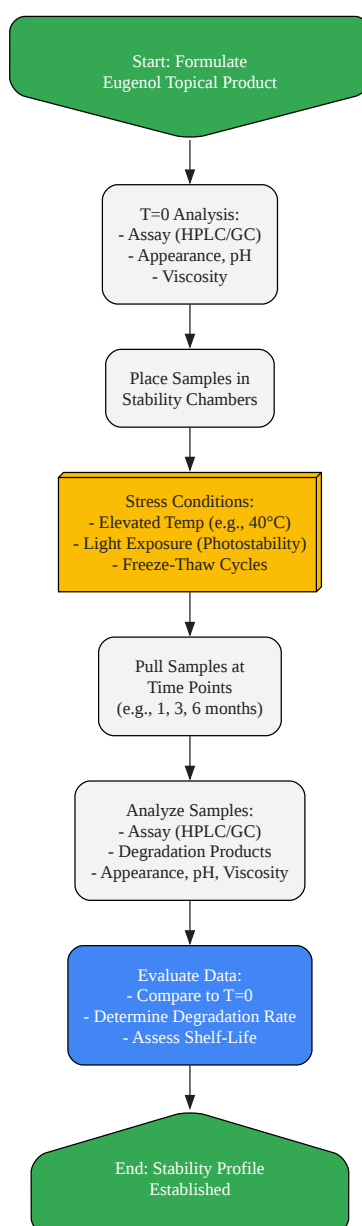 Start: Formulate
Eugenol Topical Product
T=0 Analysis:
- Assay (HPLC/GC)
- Appearance, pH
- Viscosity
Place Samples in
Stability Chambers
Stress Conditions:
- Elevated Temp (e.g., 40°C)
- Light Exposure (Photostability)
- Freeze-Thaw Cycles
Pull Samples at
Time Points
(e.g., 1, 3, 6 months)
Analyze Samples:
- Assay (HPLC/GC)
- Degradation Products
- Appearance, pH, Viscosity
Evaluate Data:
- Compare to T=0
- Determine Degradation Rate
- Assess Shelf-Life
End: Stability Profile
Established